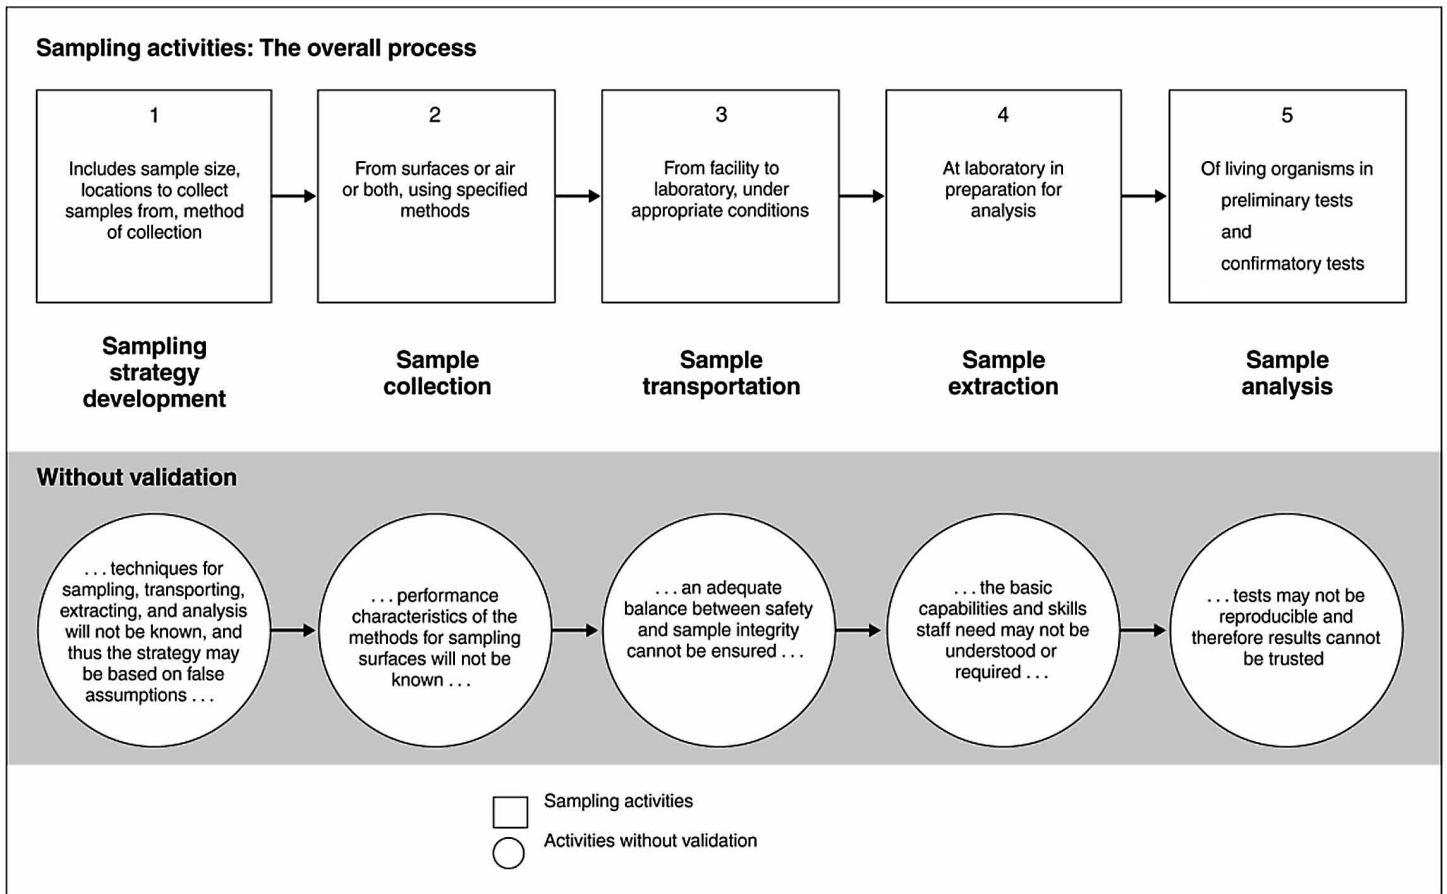 Sampling activities: The overall process
1
Includes sample size,
locations to collect
samples from, method
of collection
2
From surfaces or air
or both, using specified
methods
3
From facility to
laboratory, under
appropriate conditions
4
At laboratory in
preparation for
analysis
5
Of living organisms in
preliminary tests
and
confirmatory tests
Sampling
strategy
development
Sample
collection
Sample
transportation
Sample
extraction
Sample
analysis
Without validation
. . . techniques for
sampling, transporting,
extracting, and analysis
will not be known, and
thus the strategy may
be based on false
assumptions . . .
. . . performance
characteristics of the
methods for sampling
surfaces will not be
known . . .
. . . an adequate
balance between safety
and sample integrity
cannot be ensured . . .
. . . the basic
capabilities and skills
staff need may not be
understood or
required . . .
. . . tests may not be
reproducible and
therefore results cannot
be trusted
Sampling activities
Activities without validation